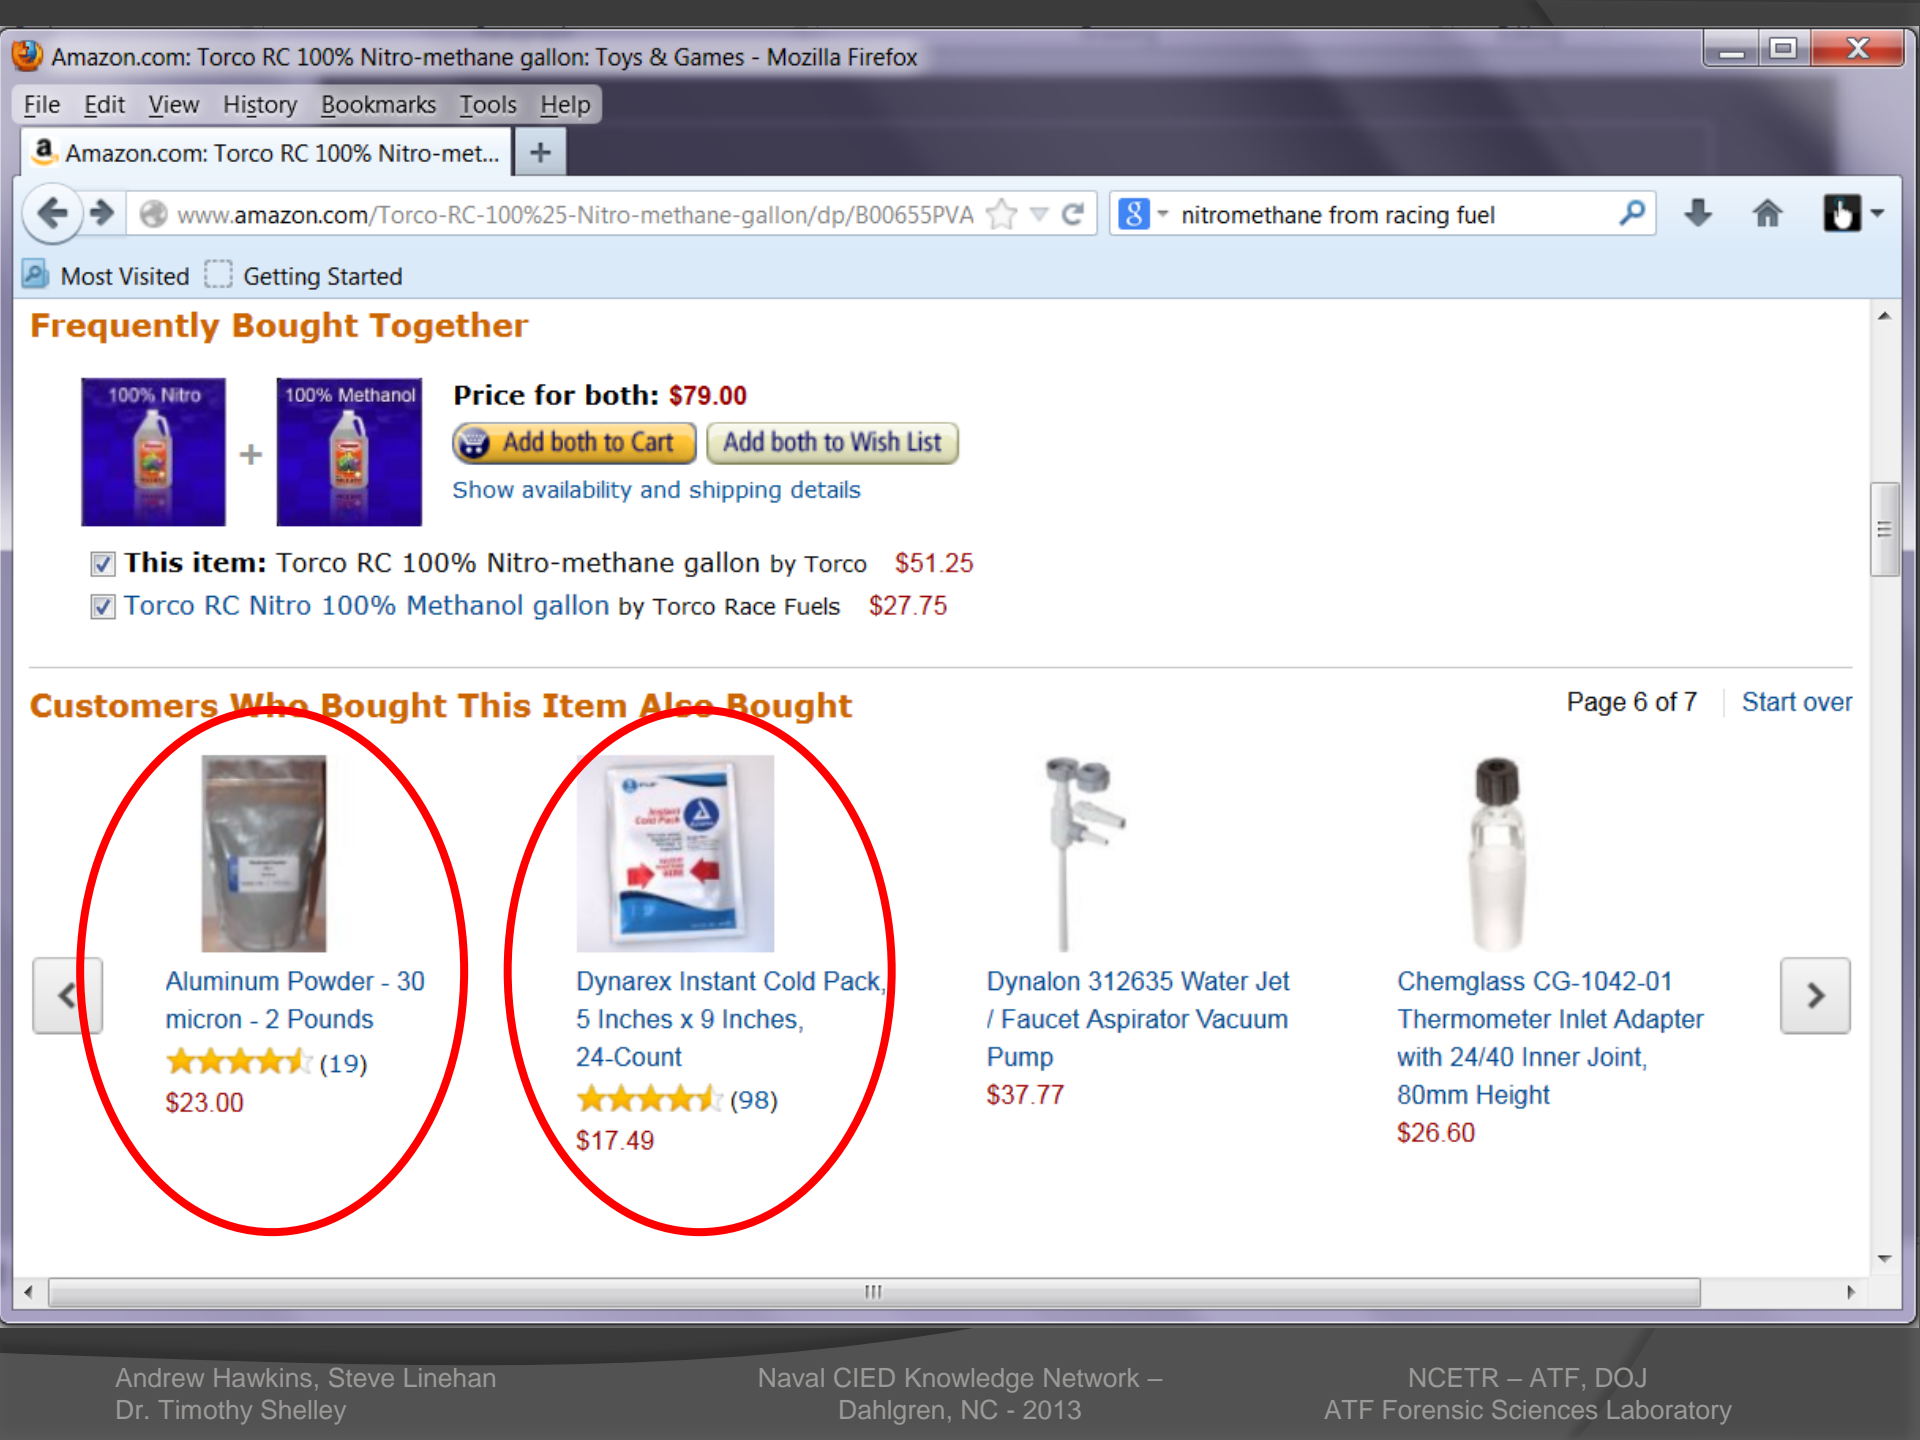 Amazon.com: Torco RC 100% Nitro-methane gallon: Toys & Games - Mozilla Firefox
File Edit View History Bookmarks Tools Help
Amazon.com: Torco RC 100% Nitro-met...
www.amazon.com/Torco-RC-100%25-Nitro-methane-gallon/dp/B00655PVA
nitromethane from racing fuel
Most Visited Getting Started
Frequently Bought Together
100% Nitro
+
100% Methanol
Price for both: $79.00
Add both to Cart
Add both to Wish List
Show availability and shipping details
This item: Torco RC 100% Nitro-methane gallon by Torco $51.25
Torco RC Nitro 100% Methanol gallon by Torco Race Fuels $27.75
Customers Who Bought This Item Also Bought
Page 6 of 7 | Start over
Instant
Cold Pack
Aluminum Powder - 30
micron - 2 Pounds
(19)
$23.00
Dynarex Instant Cold Pack,
5 Inches x 9 Inches,
24-Count
(98)
$17.49
Dynalon 312635 Water Jet
/ Faucet Aspirator Vacuum
Pump
$37.77
Chemglass CG-1042-01
Thermometer Inlet Adapter
with 24/40 Inner Joint,
80mm Height
$26.60
Andrew Hawkins, Steve Linehan
Dr. Timothy Shelley
Naval CIED Knowledge Network –
Dahlgren, NC - 2013
NCETR – ATF, DOJ
ATF Forensic Sciences Laboratory